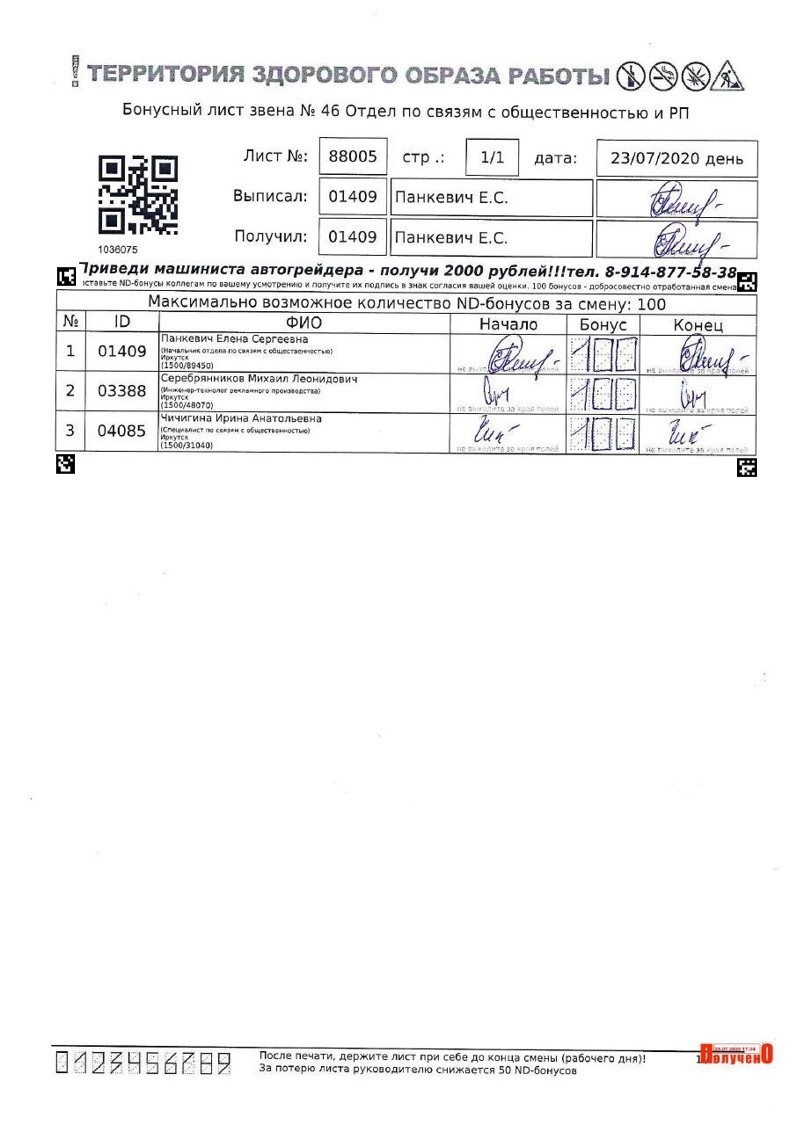 ! ТЕРРИТОРИЯ ЗДОРОВОГО ОБРАЗА РАБОТЫ
Бонусный лист звена № 46 Отдел по связям с общественностью и РП
Лист №: 88005 стр .: 1/1 дата: 23/07/2020 день
Выписал: 01409 Панкевич Е.С.
Получил: 01409 Панкевич Е.С.
1036075
Приведи машиниста автогрейдера - получи 2000 рублей!!!тел. 8-914-877-58-38
ставьте ND-бонусы коллегам по вашему усмотрению и получите их подпись в знак согласия вашей оценки. 100 бонусов - добросовестно отработанная смена
Максимально возможное количество ND-бонусов за смену: 100
№ ID ФИО Начало Бонус Конец
1 01409 Панкевич Елена Сергеевна 100
(Начальник отдела по связям с общественностью)
Иркутск
(1500/89450)
не выходите за края полей
2 03388 Серебрянников Михаил Леонидович 100
(Инженер-технолог рекламного производства)
Иркутск
(1500/48070)
не выходите за края полей не выходите за края полей
3 04085 Чичигина Ирина Анатольевна 100
(Специалист по связям с общественностью)
Иркутск
(1500/31040)
не выходите за края полей не выходите за края полей
0123456789
После печати, держите лист при себе до конца смены (рабочего дня)!
За потерю листа руководителю снижается 50 ND-бонусов
Получено